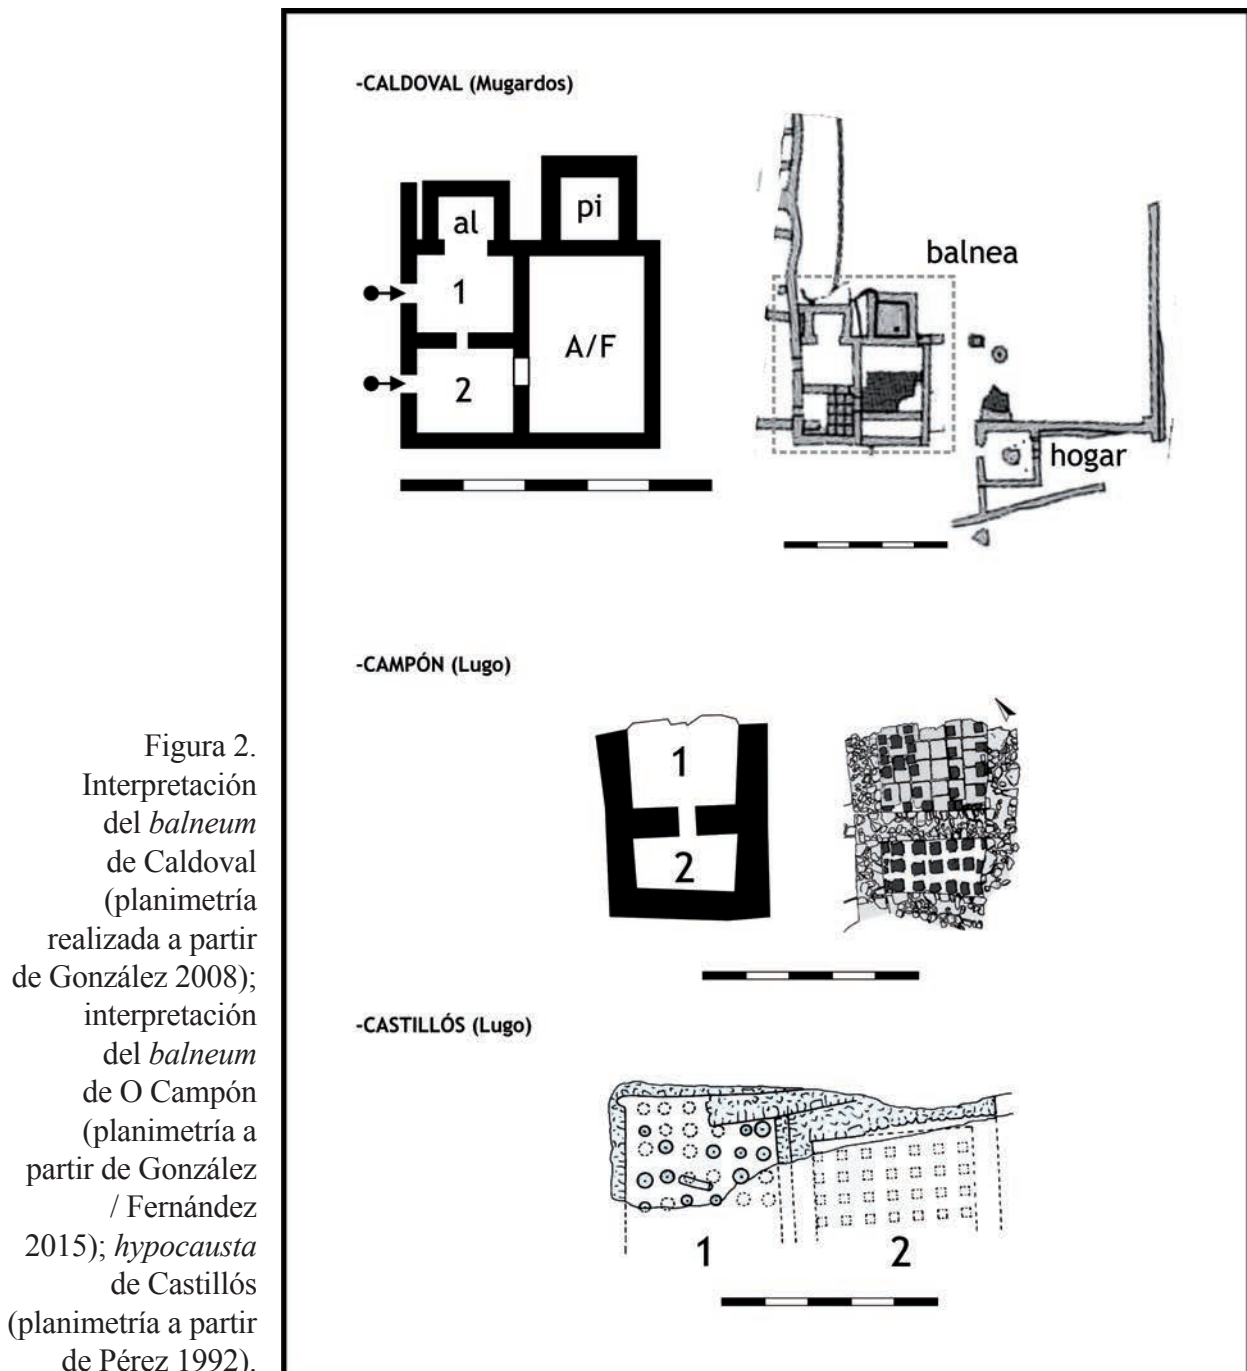 -CALDOVAL (Mugardos)
al
pi
1
A/F
2
balnea
hogar
-CAMPÓN (Lugo)
1
2
-CASTILLÓS (Lugo)
1
2
Figura 2.
Interpretación
del balneum
de Caldoval
(planimetría
realizada a partir
de González 2008);
interpretación
del balneum
de O Campón
(planimetría a
partir de González
/ Fernández
2015); hypocausta
de Castillós
(planimetría a partir
de Pérez 1992).